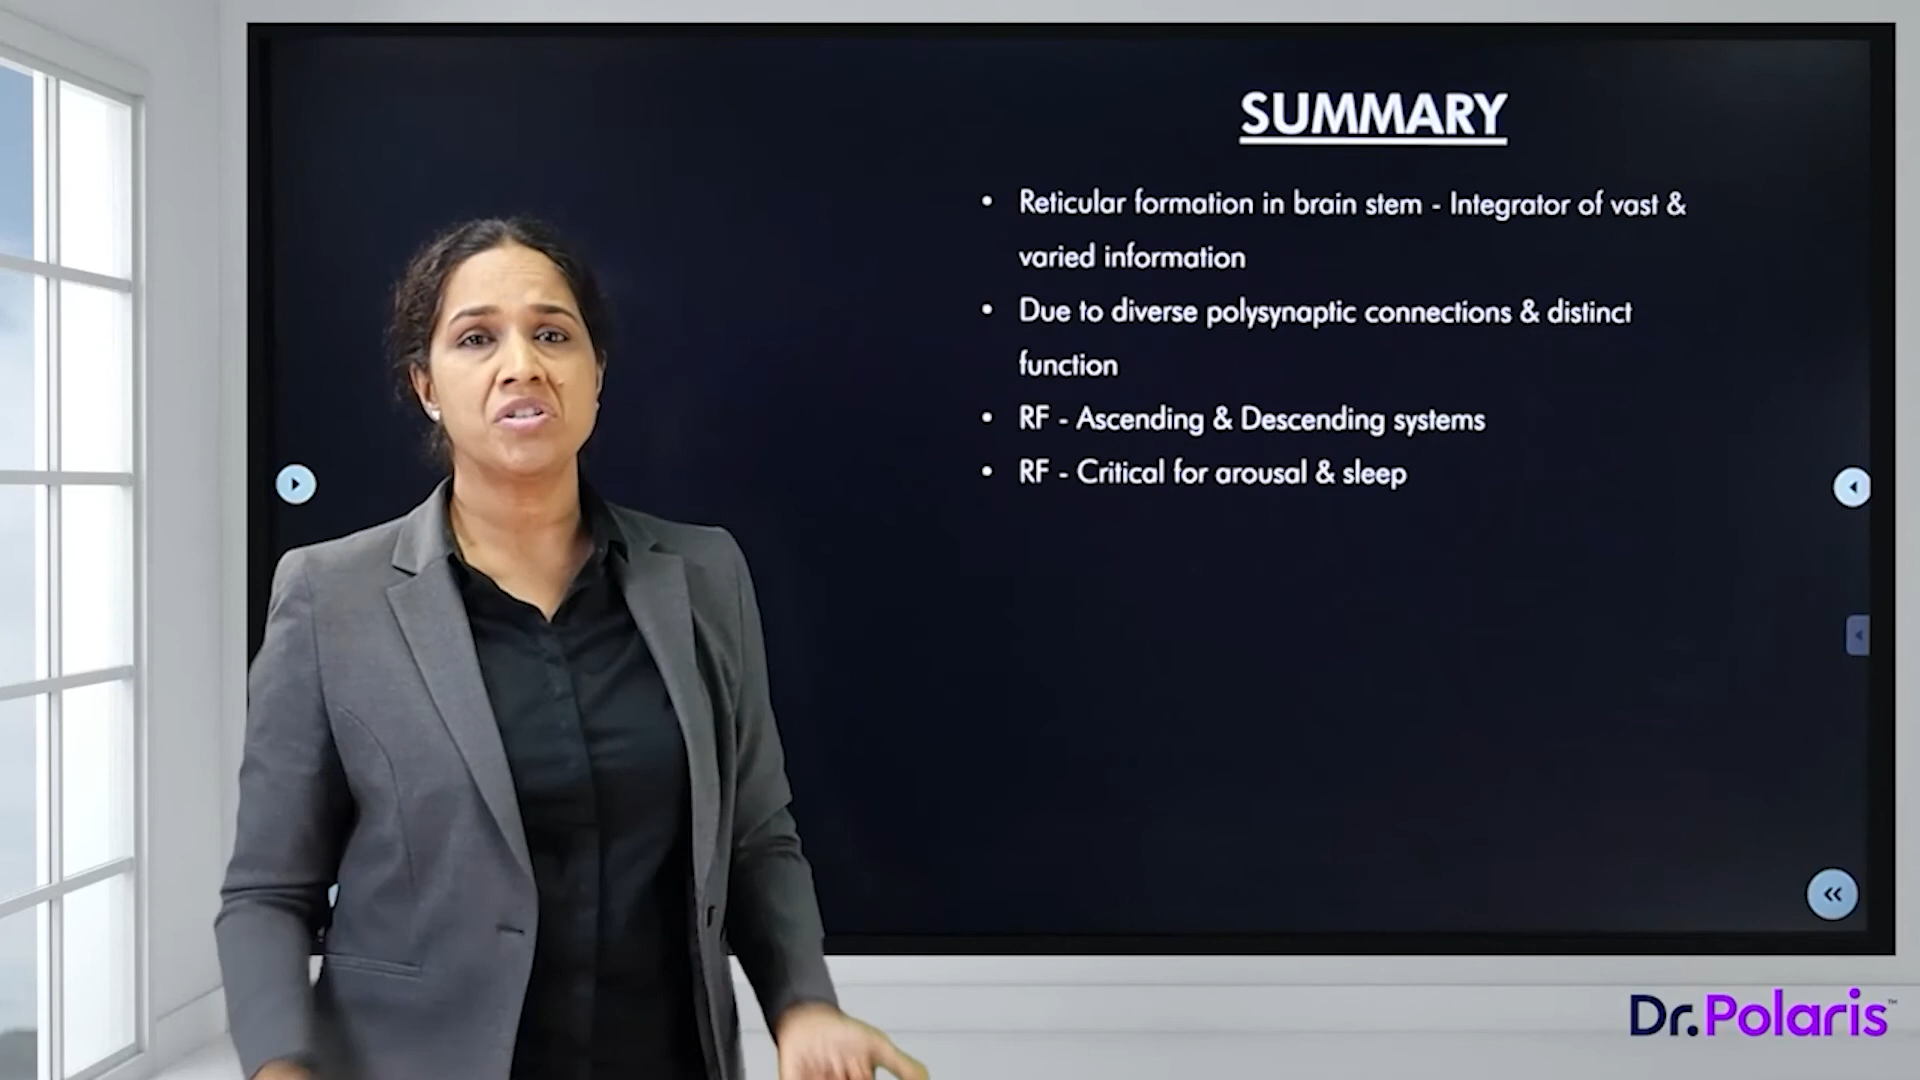 SUMMARY
• Reticular formation in brain stem - Integrator of vast &
varied information
• Due to diverse polysynaptic connections & distinct
function
• RF - Ascending & Descending systems
• RF - Critical for arousal & sleep
Dr.Polaris™